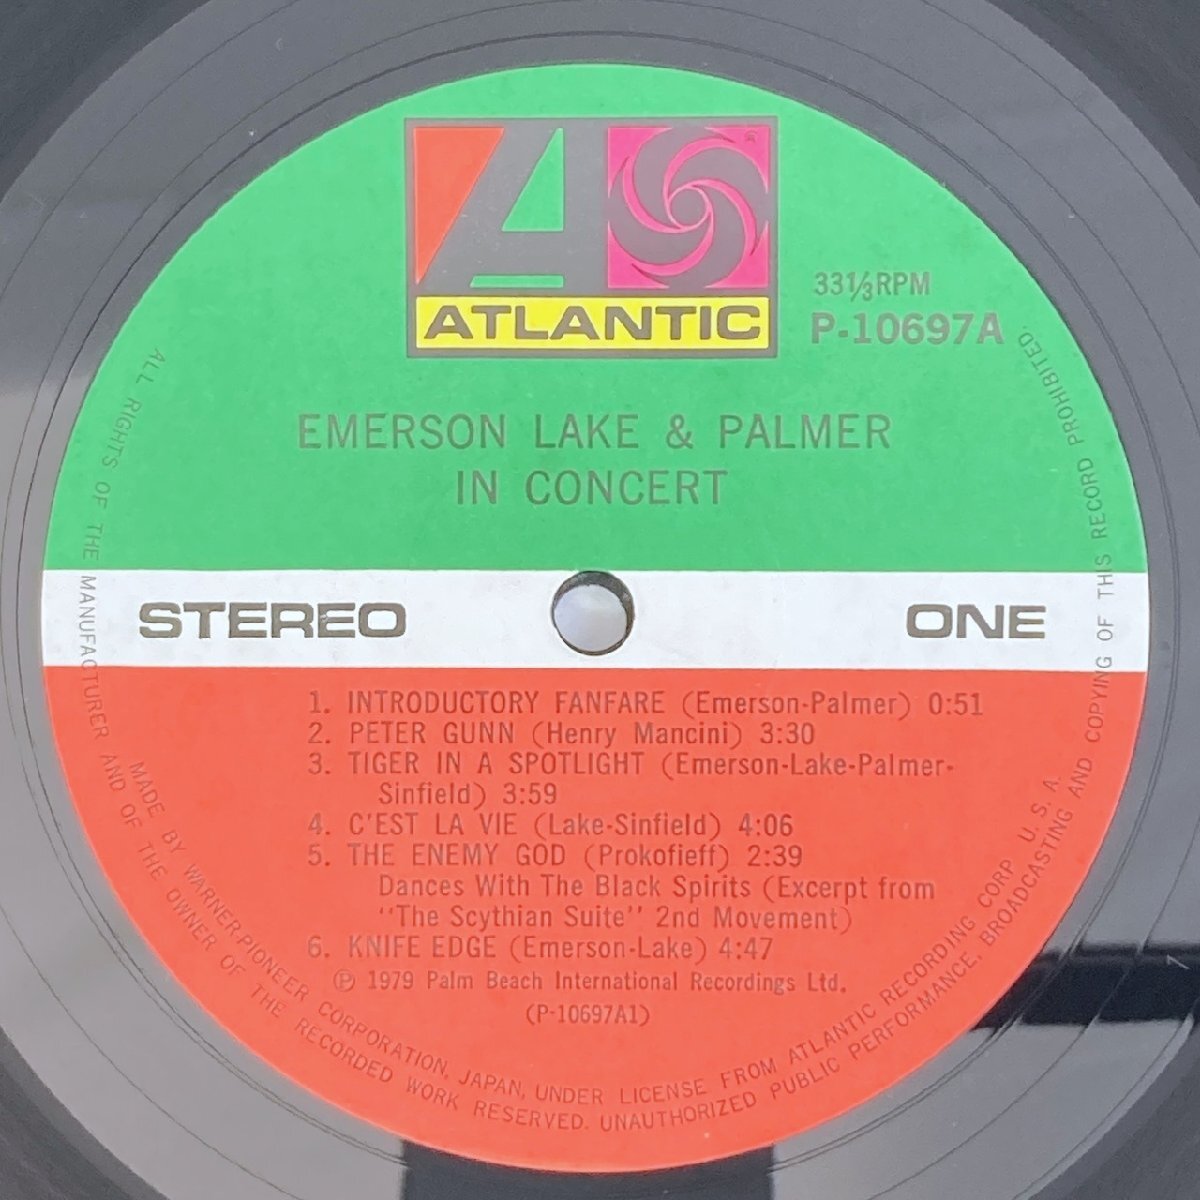 ATLANTIC
33⅓RPM
P-10697A
EMERSON LAKE & PALMER
IN CONCERT
STEREO
ONE
1. INTRODUCTORY FANFARE (Emerson-Palmer) 0:51
2. PETER GUNN (Henry Mancini) 3:30
3. TIGER IN A SPOTLIGHT (Emerson-Lake-Palmer-
Sinfield) 3:59
4. C'EST LA VIE (Lake-Sinfield) 4:06
5. THE ENEMY GOD (Prokofieff) 2:39
Dances With The Black Spirits (Excerpt from
"The Scythian Suite" 2nd Movement)
6. KNIFE EDGE (Emerson-Lake) 4:47
℗ 1979 Palm Beach International Recordings Ltd.
(P-10697A1)
MADE BY WARNER-PIONEER CORPORATION, JAPAN, UNDER LICENSE FROM ATLANTIC RECORDING CORP U. S. A.
ALL RIGHTS OF THE MANUFACTURER AND OF THE OWNER OF THE RECORDED WORK RESERVED. UNAUTHORIZED PUBLIC PERFORMANCE, BROADCASTING AND COPYING OF THIS RECORD PROHIBITED.